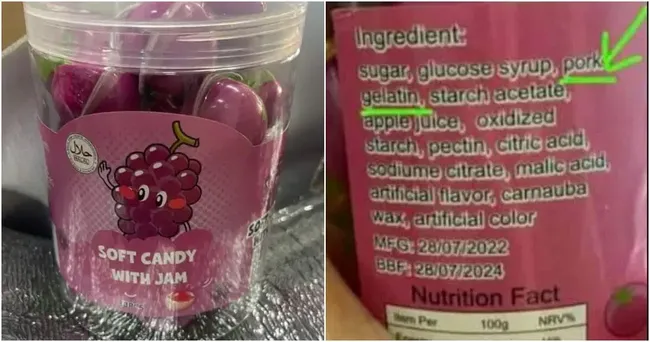 حلال
SOFT CANDY
WITH JAM
Ingredient:
sugar, glucose syrup, pork
gelatin, starch acetate,
apple juice, oxidized
starch, pectin, citric acid,
sodiume citrate, malic acid,
artificial flavor, carnauba
wax, artificial color
MFG: 28/07/2022
BBF: 28/07/2024
Nutrition Fact
Item Per 100g NRV%